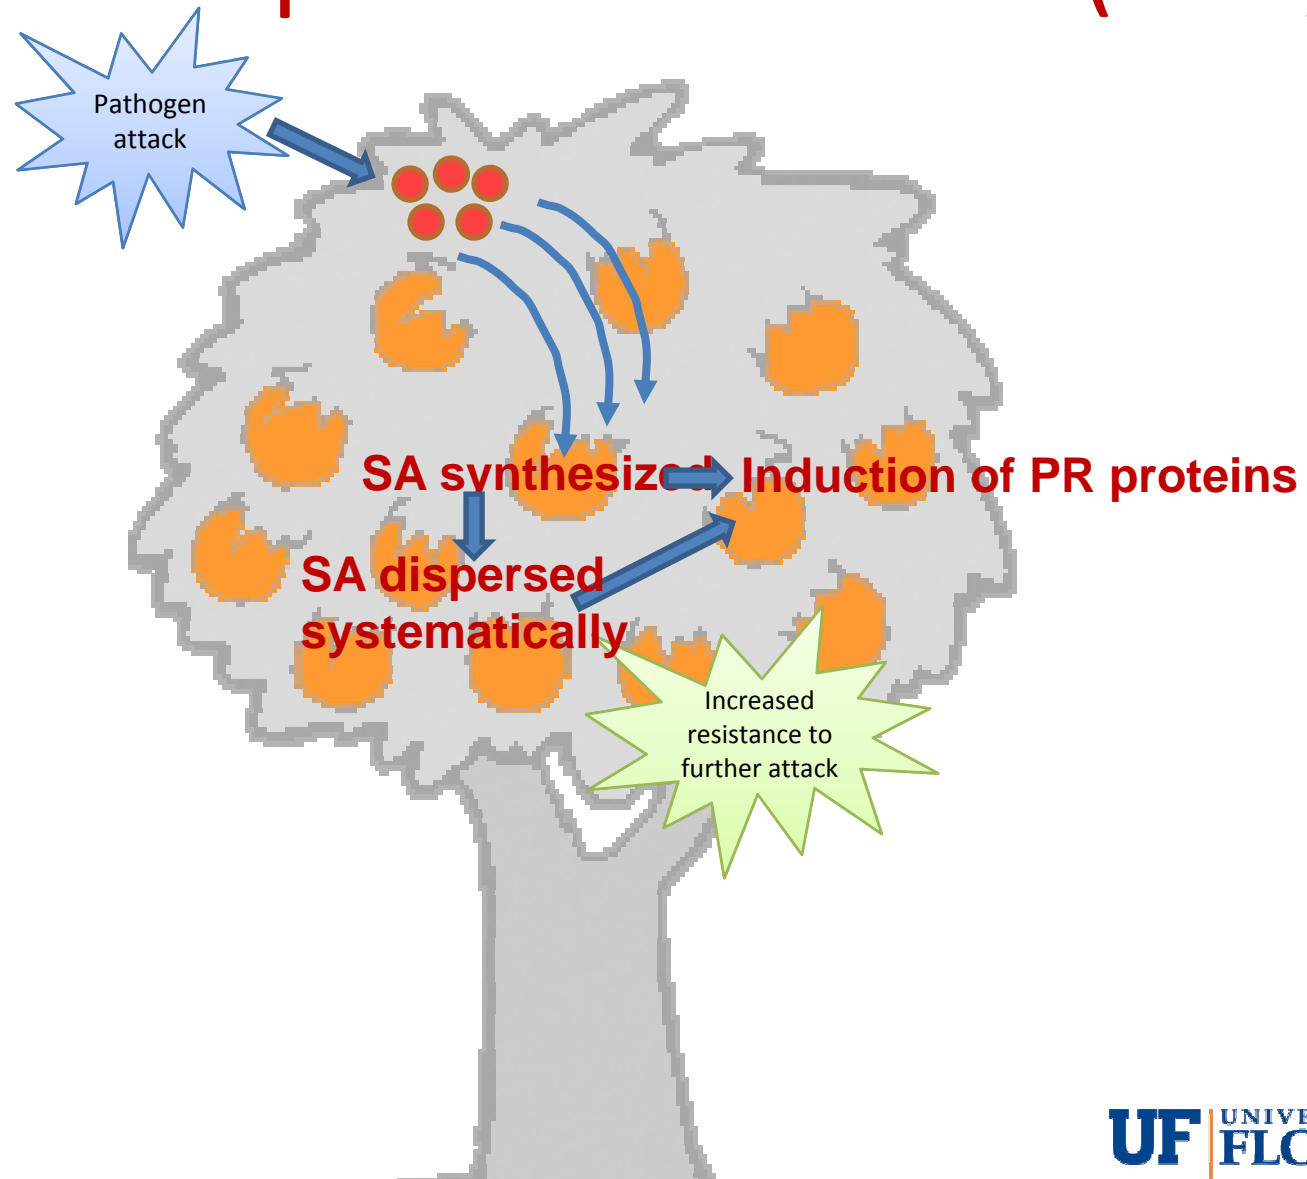 Pathogen
attack
SA synthesized
Induction of PR proteins
SA dispersed
systematically
Increased
resistance to
further attack
UF